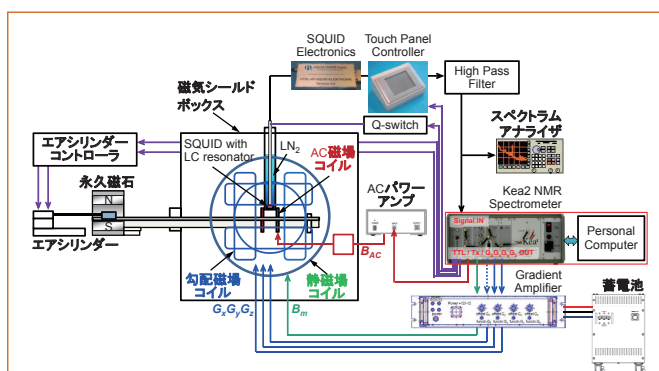 SQUID
Electronics
Touch Panel
Controller
High Pass
Filter
磁気シールド
ボックス
Q-switch
スペクトラム
アナライザ
エアシリンダー
コントローラ
SQUID with
LC resonator
LN2
AC磁場
コイル
ACパワー
アンプ
Kea2 NMR
Spectrometer
永久磁石
N
S
エアシリンダー
Signal IN
Kea2
TTL / Tx / GxGyGz OUT
Personal
Computer
BAC
勾配磁場
コイル
静磁場
コイル
GxGyGz
Bm
Gradient
Amplifier
蓄電池